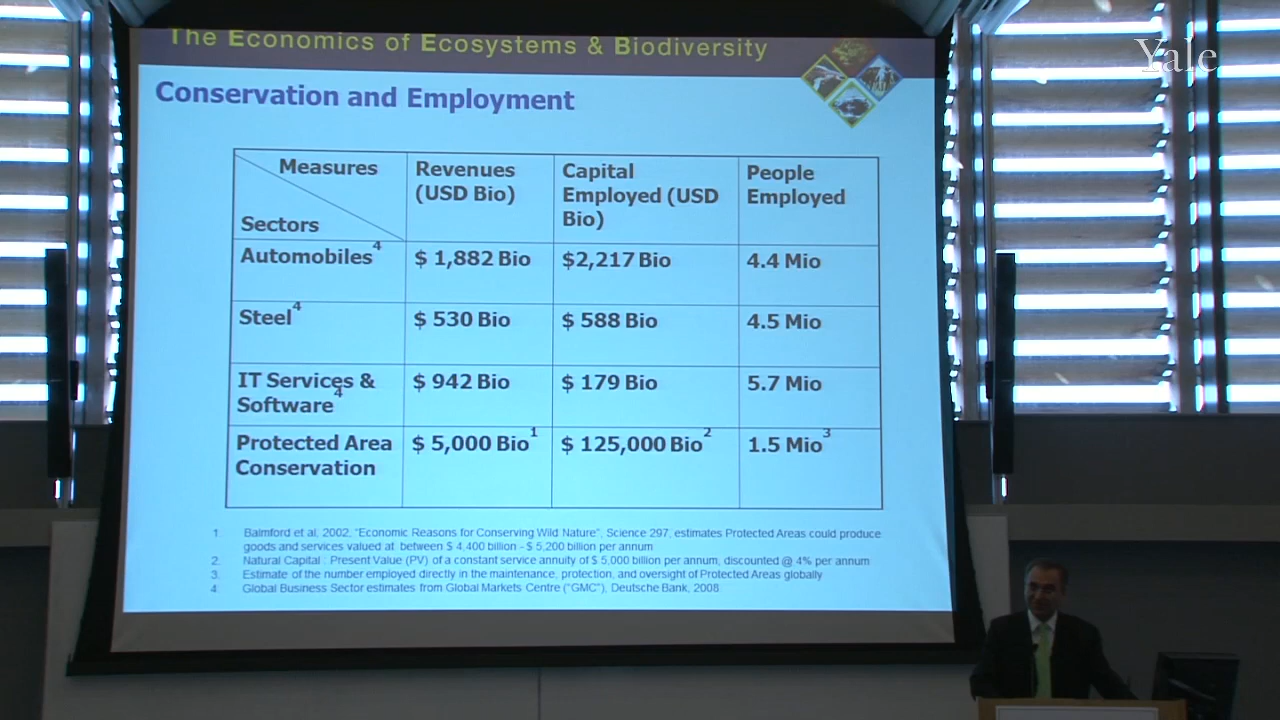 The Economics of Ecosystems & Biodiversity
Yale
Conservation and Employment
Measures
Sectors
Revenues
(USD Bio)
Capital
Employed (USD
Bio)
People
Employed
Automobiles4
$ 1,882 Bio
$2,217 Bio
4.4 Mio
Steel4
$ 530 Bio
$ 588 Bio
4.5 Mio
IT Services &
Software4
$ 942 Bio
$ 179 Bio
5.7 Mio
Protected Area
Conservation
$ 5,000 Bio1
$ 125,000 Bio2
1.5 Mio3
1. Balmford et al, 2002, "Economic Reasons for Conserving Wild Nature", Science 297, estimates Protected Areas could produce
goods and services valued at between $ 4,400 billion - $ 5,200 billion per annum
2. Natural Capital : Present Value (PV) of a constant service annuity of $ 5,000 billion per annum, discounted @ 4% per annum
3. Estimate of the number employed directly in the maintenance, protection, and oversight of Protected Areas globally
4. Global Business Sector estimates from Global Markets Centre ("GMC"), Deutsche Bank, 2008.